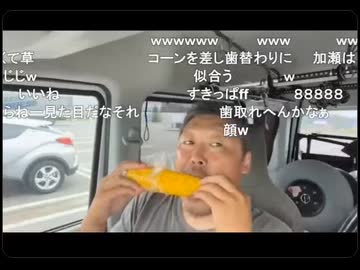 wwwwww www ww
て草 コーンを差し歯替わりに 加瀬は
じじw 似合う w
いいね すきっぱff 88888
らねー見た目だなそれ 歯取れへんかなぁ
顔w